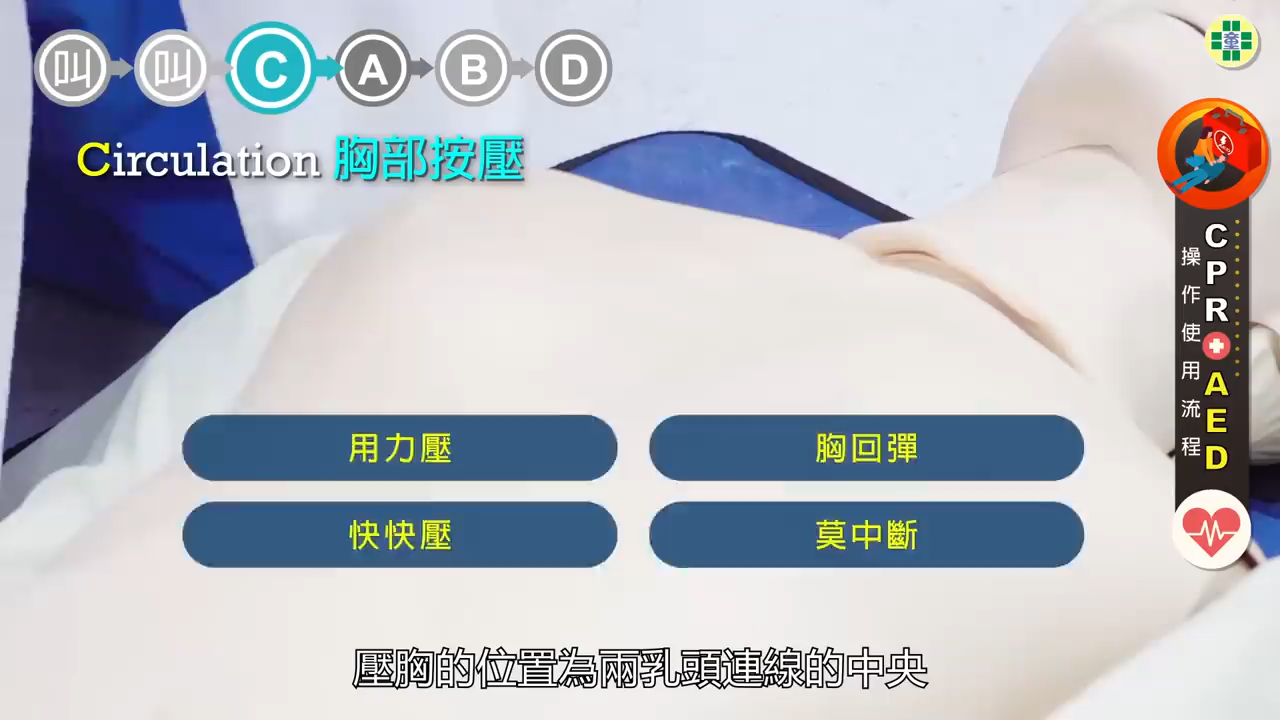 叫 叫 C A B D
Circulation 胸部按壓
童
CPR AED
操作使用流程
用力壓
胸回彈
快快壓
莫中斷
壓胸的位置為兩乳頭連線的中央